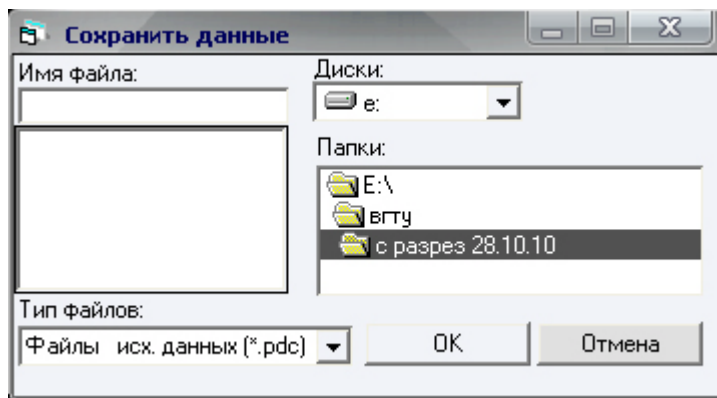 Сохранить данные
Имя файла:
Диски:
e:
Папки:
E:\
вгту
с разрез 28.10.10
Тип файлов:
Файлы исх. данных (*.pdc)
OK
Отмена